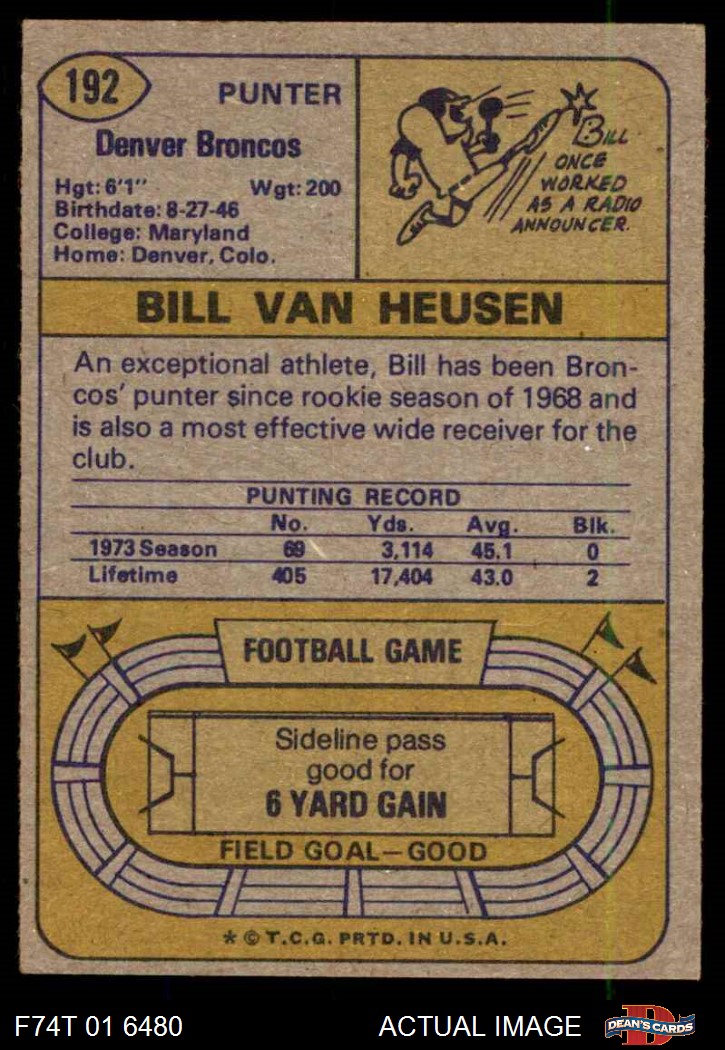 192
PUNTER
Denver Broncos
Hgt: 6'1" Wgt: 200
Birthdate: 8-27-46
College: Maryland
Home: Denver, Colo.
BILL
ONCE
WORKED
AS A RADIO
ANNOUNCER.
BILL VAN HEUSEN
An exceptional athlete, Bill has been Bron-
cos' punter since rookie season of 1968 and
is also a most effective wide receiver for the
club.
PUNTING RECORD
No. Yds. Avg. Blk.
1973 Season 69 3,114 45.1 0
Lifetime 405 17,404 43.0 2
FOOTBALL GAME
Sideline pass
good for
6 YARD GAIN
FIELD GOAL—GOOD
* © T.C.G. PRTD. IN U.S.A.
F74T 01 6480 ACTUAL IMAGE
DEAN'S CARDS